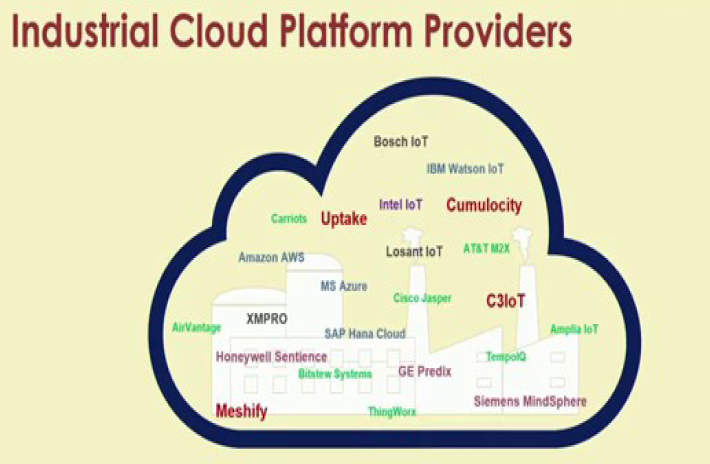 Industrial Cloud Platform Providers
Bosch IoT
IBM Watson IoT
Intel IoT
Cumulocity
Carriots
Uptake
Losant IoT
AT&T M2X
Amazon AWS
MS Azure
Cisco Jasper
C3IoT
XMPRO
AirVantage
SAP Hana Cloud
Amplia IoT
Honeywell Sentience
TempoIQ
Bitstew Systems
GE Predix
Siemens MindSphere
Meshify
ThingWorx